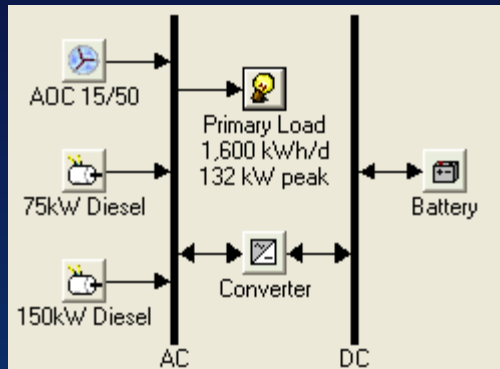 AOC 15/50
Primary Load
1,600 kWh/d
132 kW peak
75kW Diesel
Battery
Converter
150kW Diesel
AC
DC